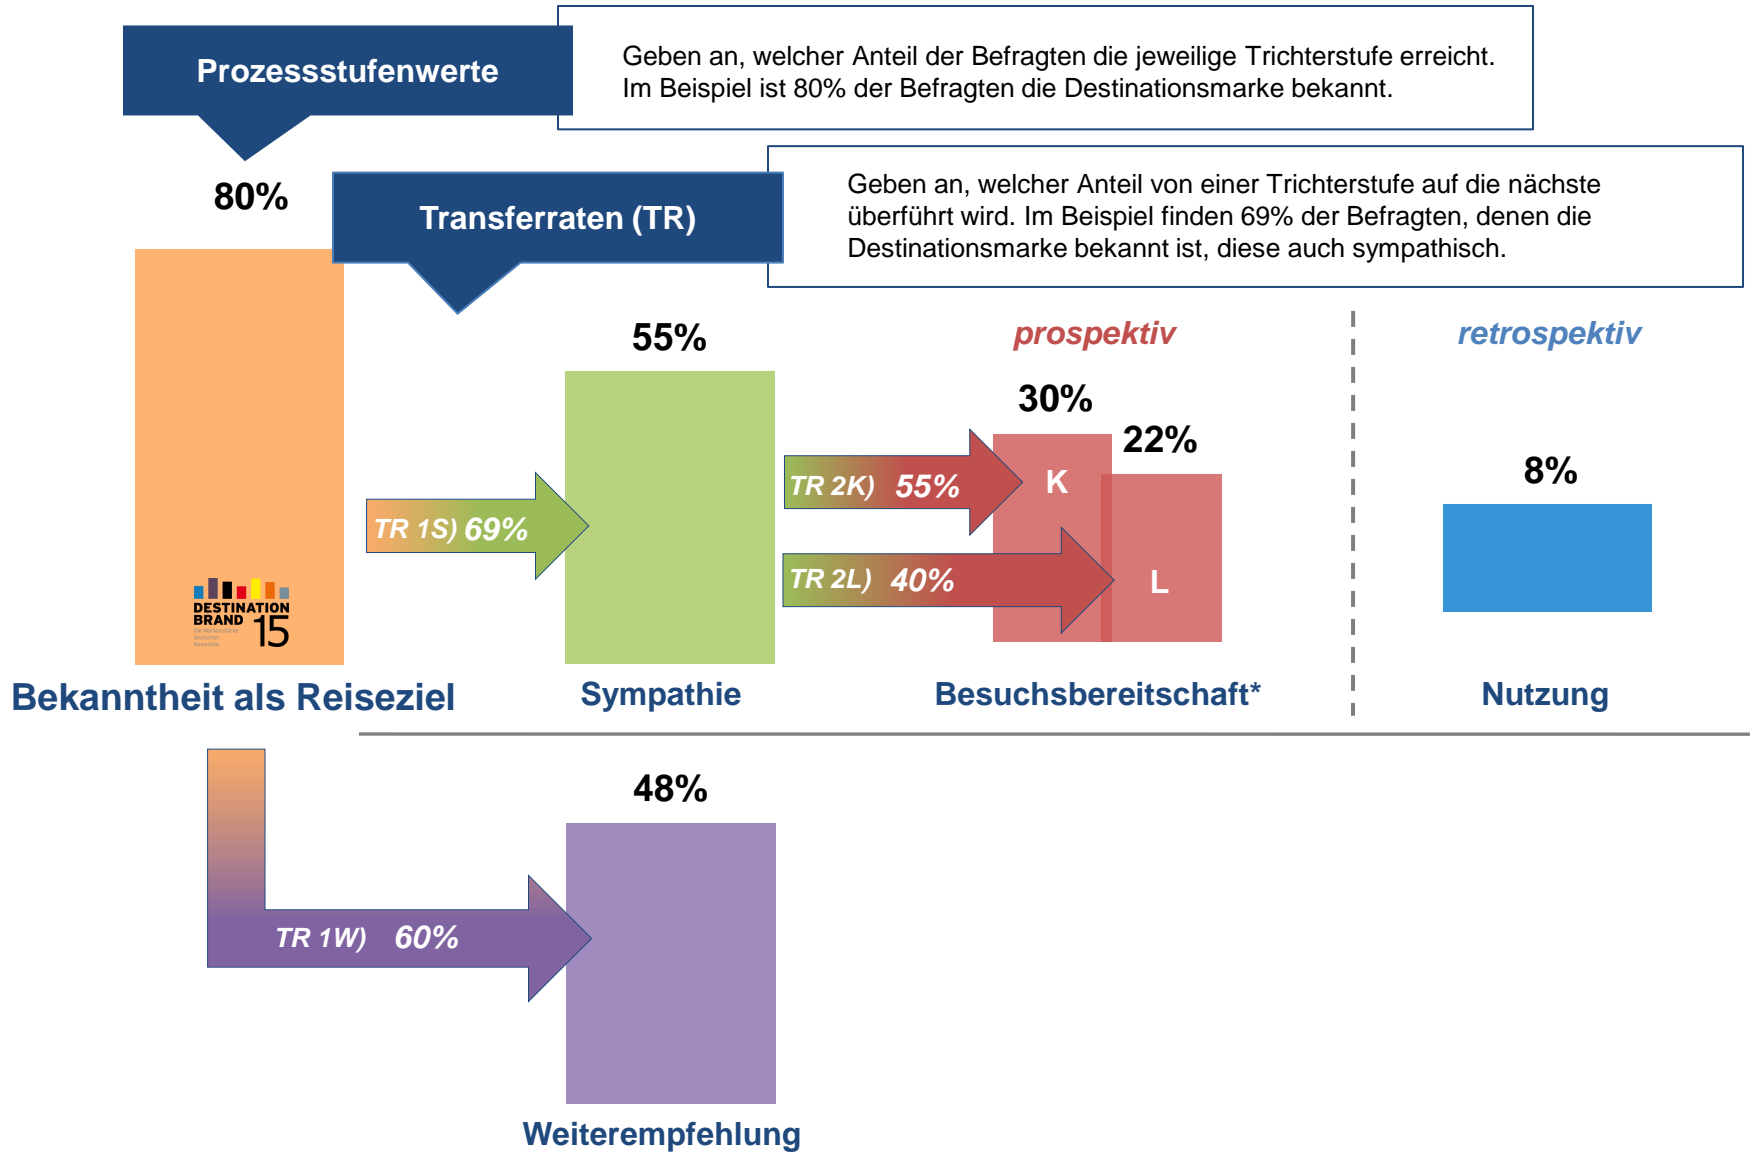 Prozessstufenwerte
Geben an, welcher Anteil der Befragten die jeweilige Trichterstufe erreicht.
Im Beispiel ist 80% der Befragten die Destinationsmarke bekannt.
80%
Transferraten (TR)
Geben an, welcher Anteil von einer Trichterstufe auf die nächste
überführt wird. Im Beispiel finden 69% der Befragten, denen die
Destinationsmarke bekannt ist, diese auch sympathisch.
55%
prospektiv
retrospektiv
30%
22%
8%
TR 1S) 69%
TR 2K) 55%
K
TR 2L) 40%
L
DESTINATION
BRAND 15
Die Markenstärke
deutscher
Reiseziele
Bekanntheit als Reiseziel
Sympathie
Besuchsbereitschaft*
Nutzung
48%
TR 1W) 60%
Weiterempfehlung